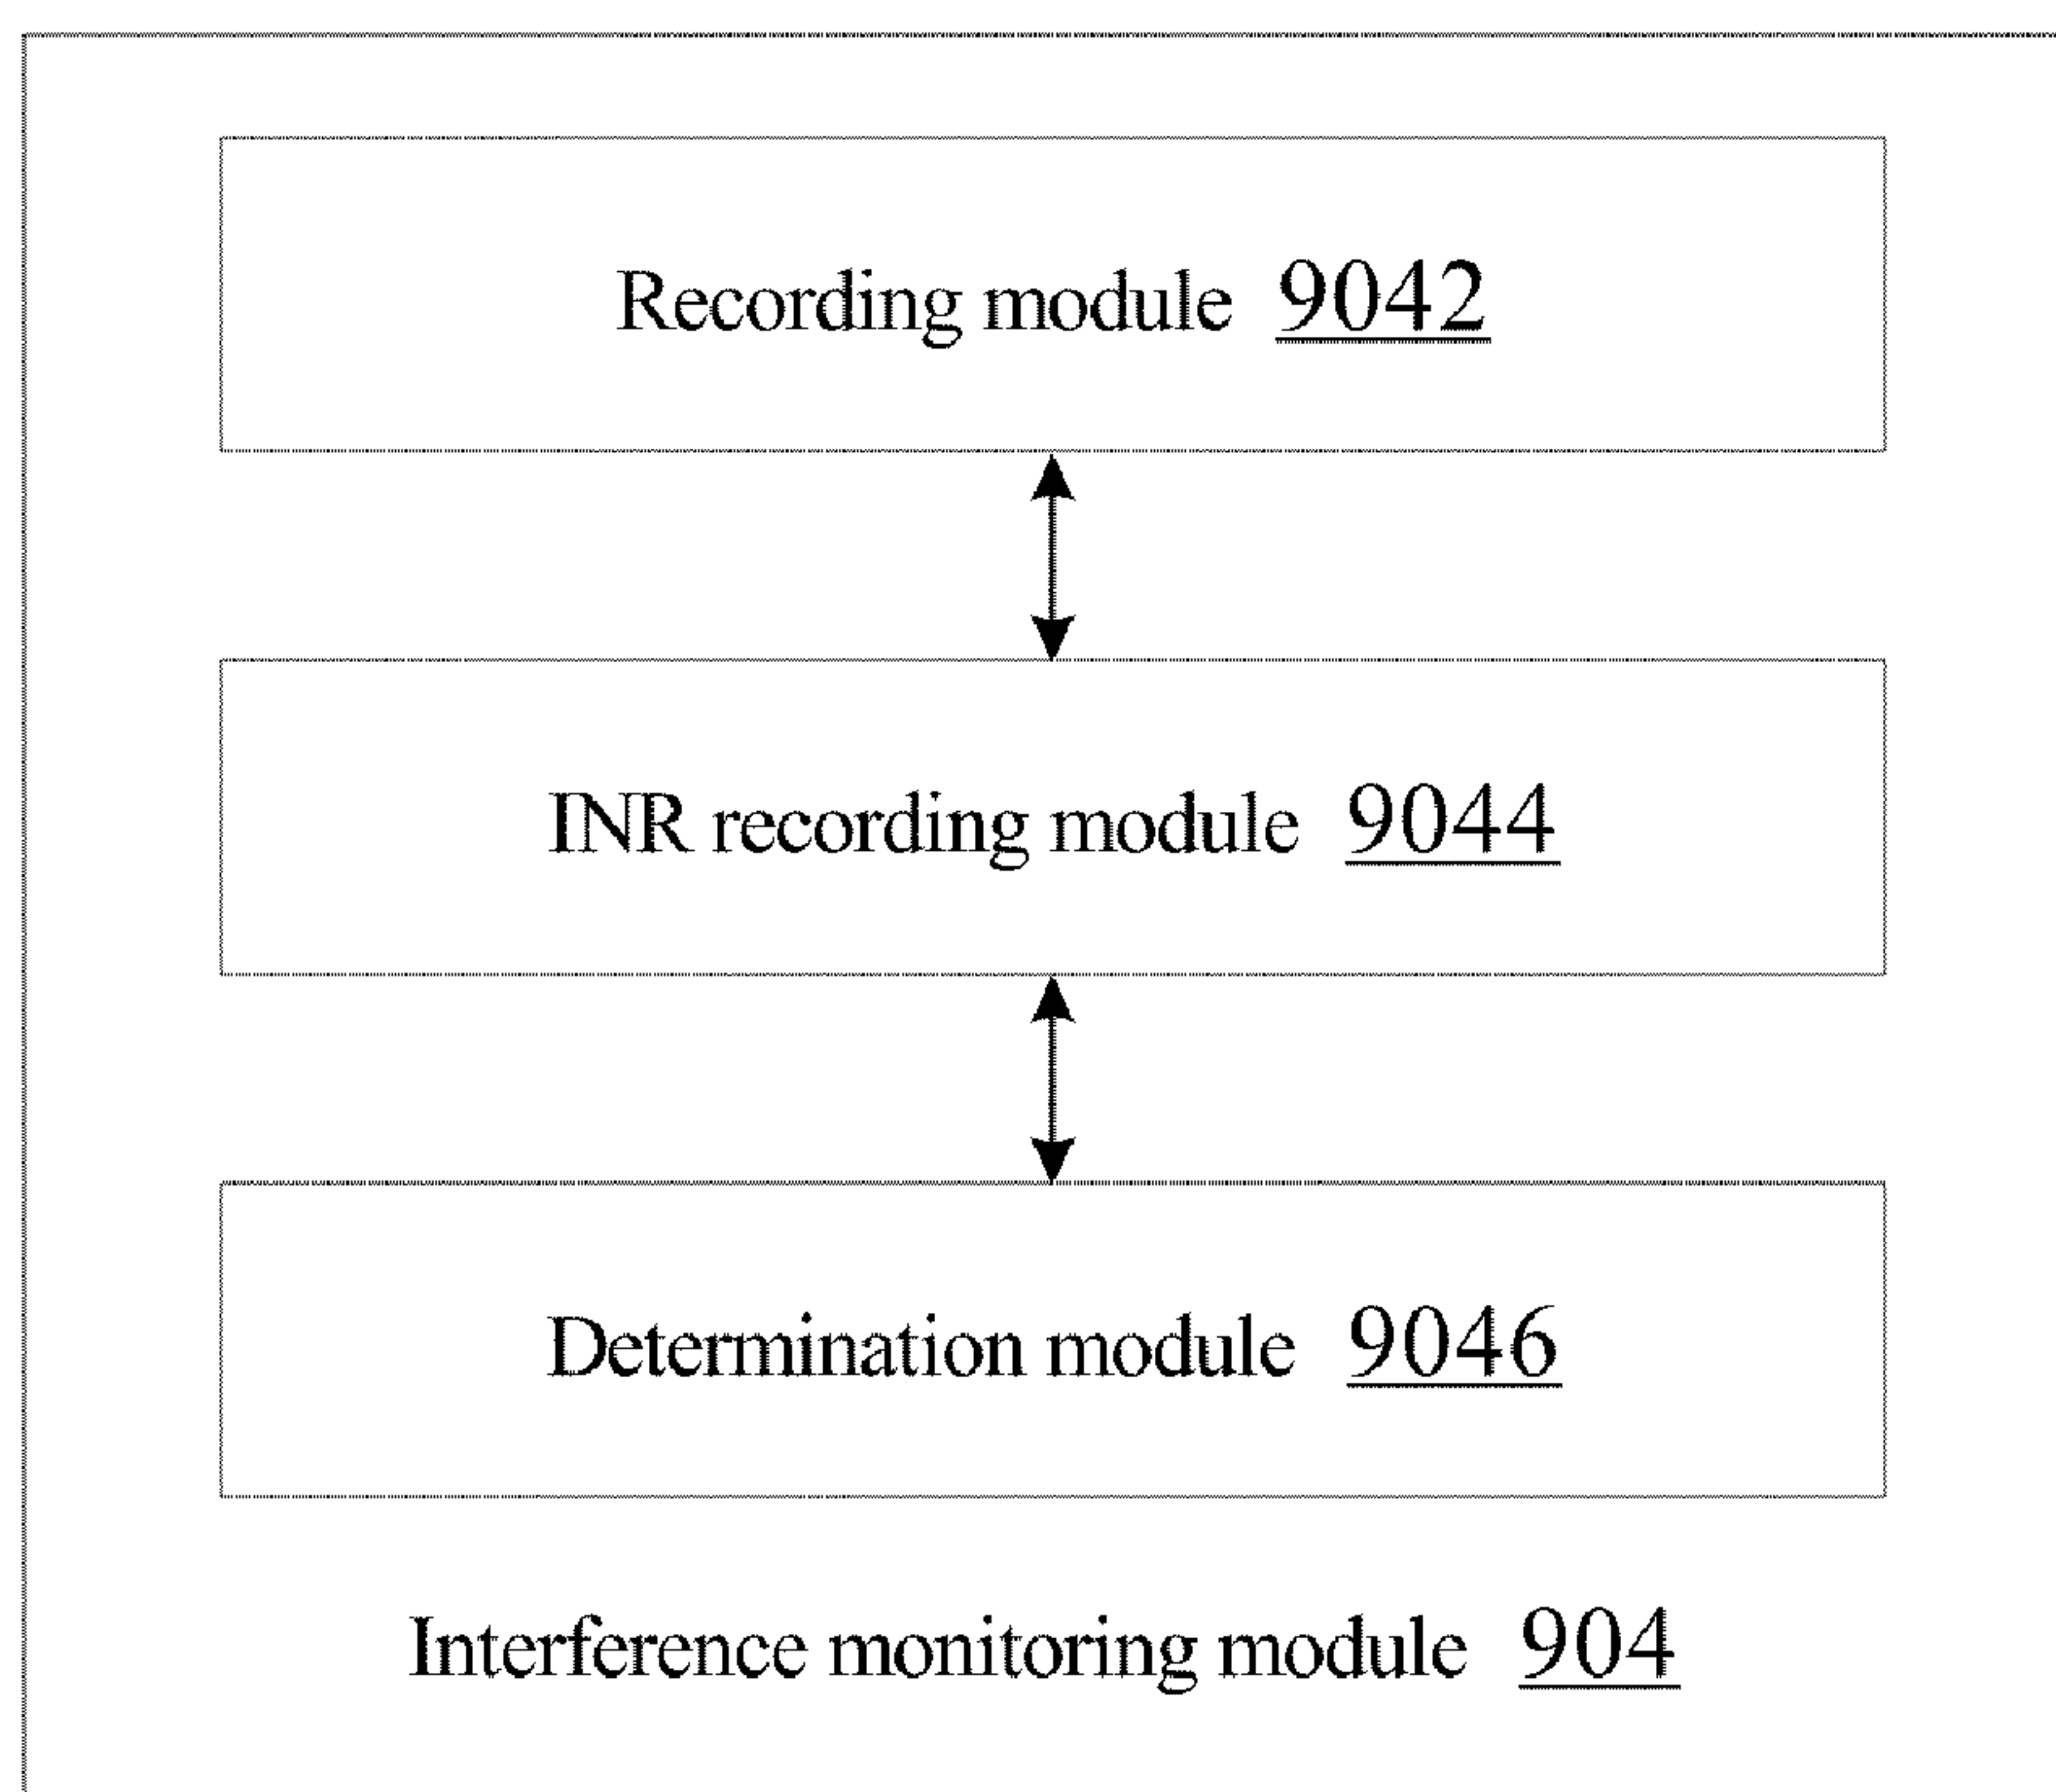 Recording module 9042
INR recording module 9044
Determination module 9046
Interference monitoring module 904